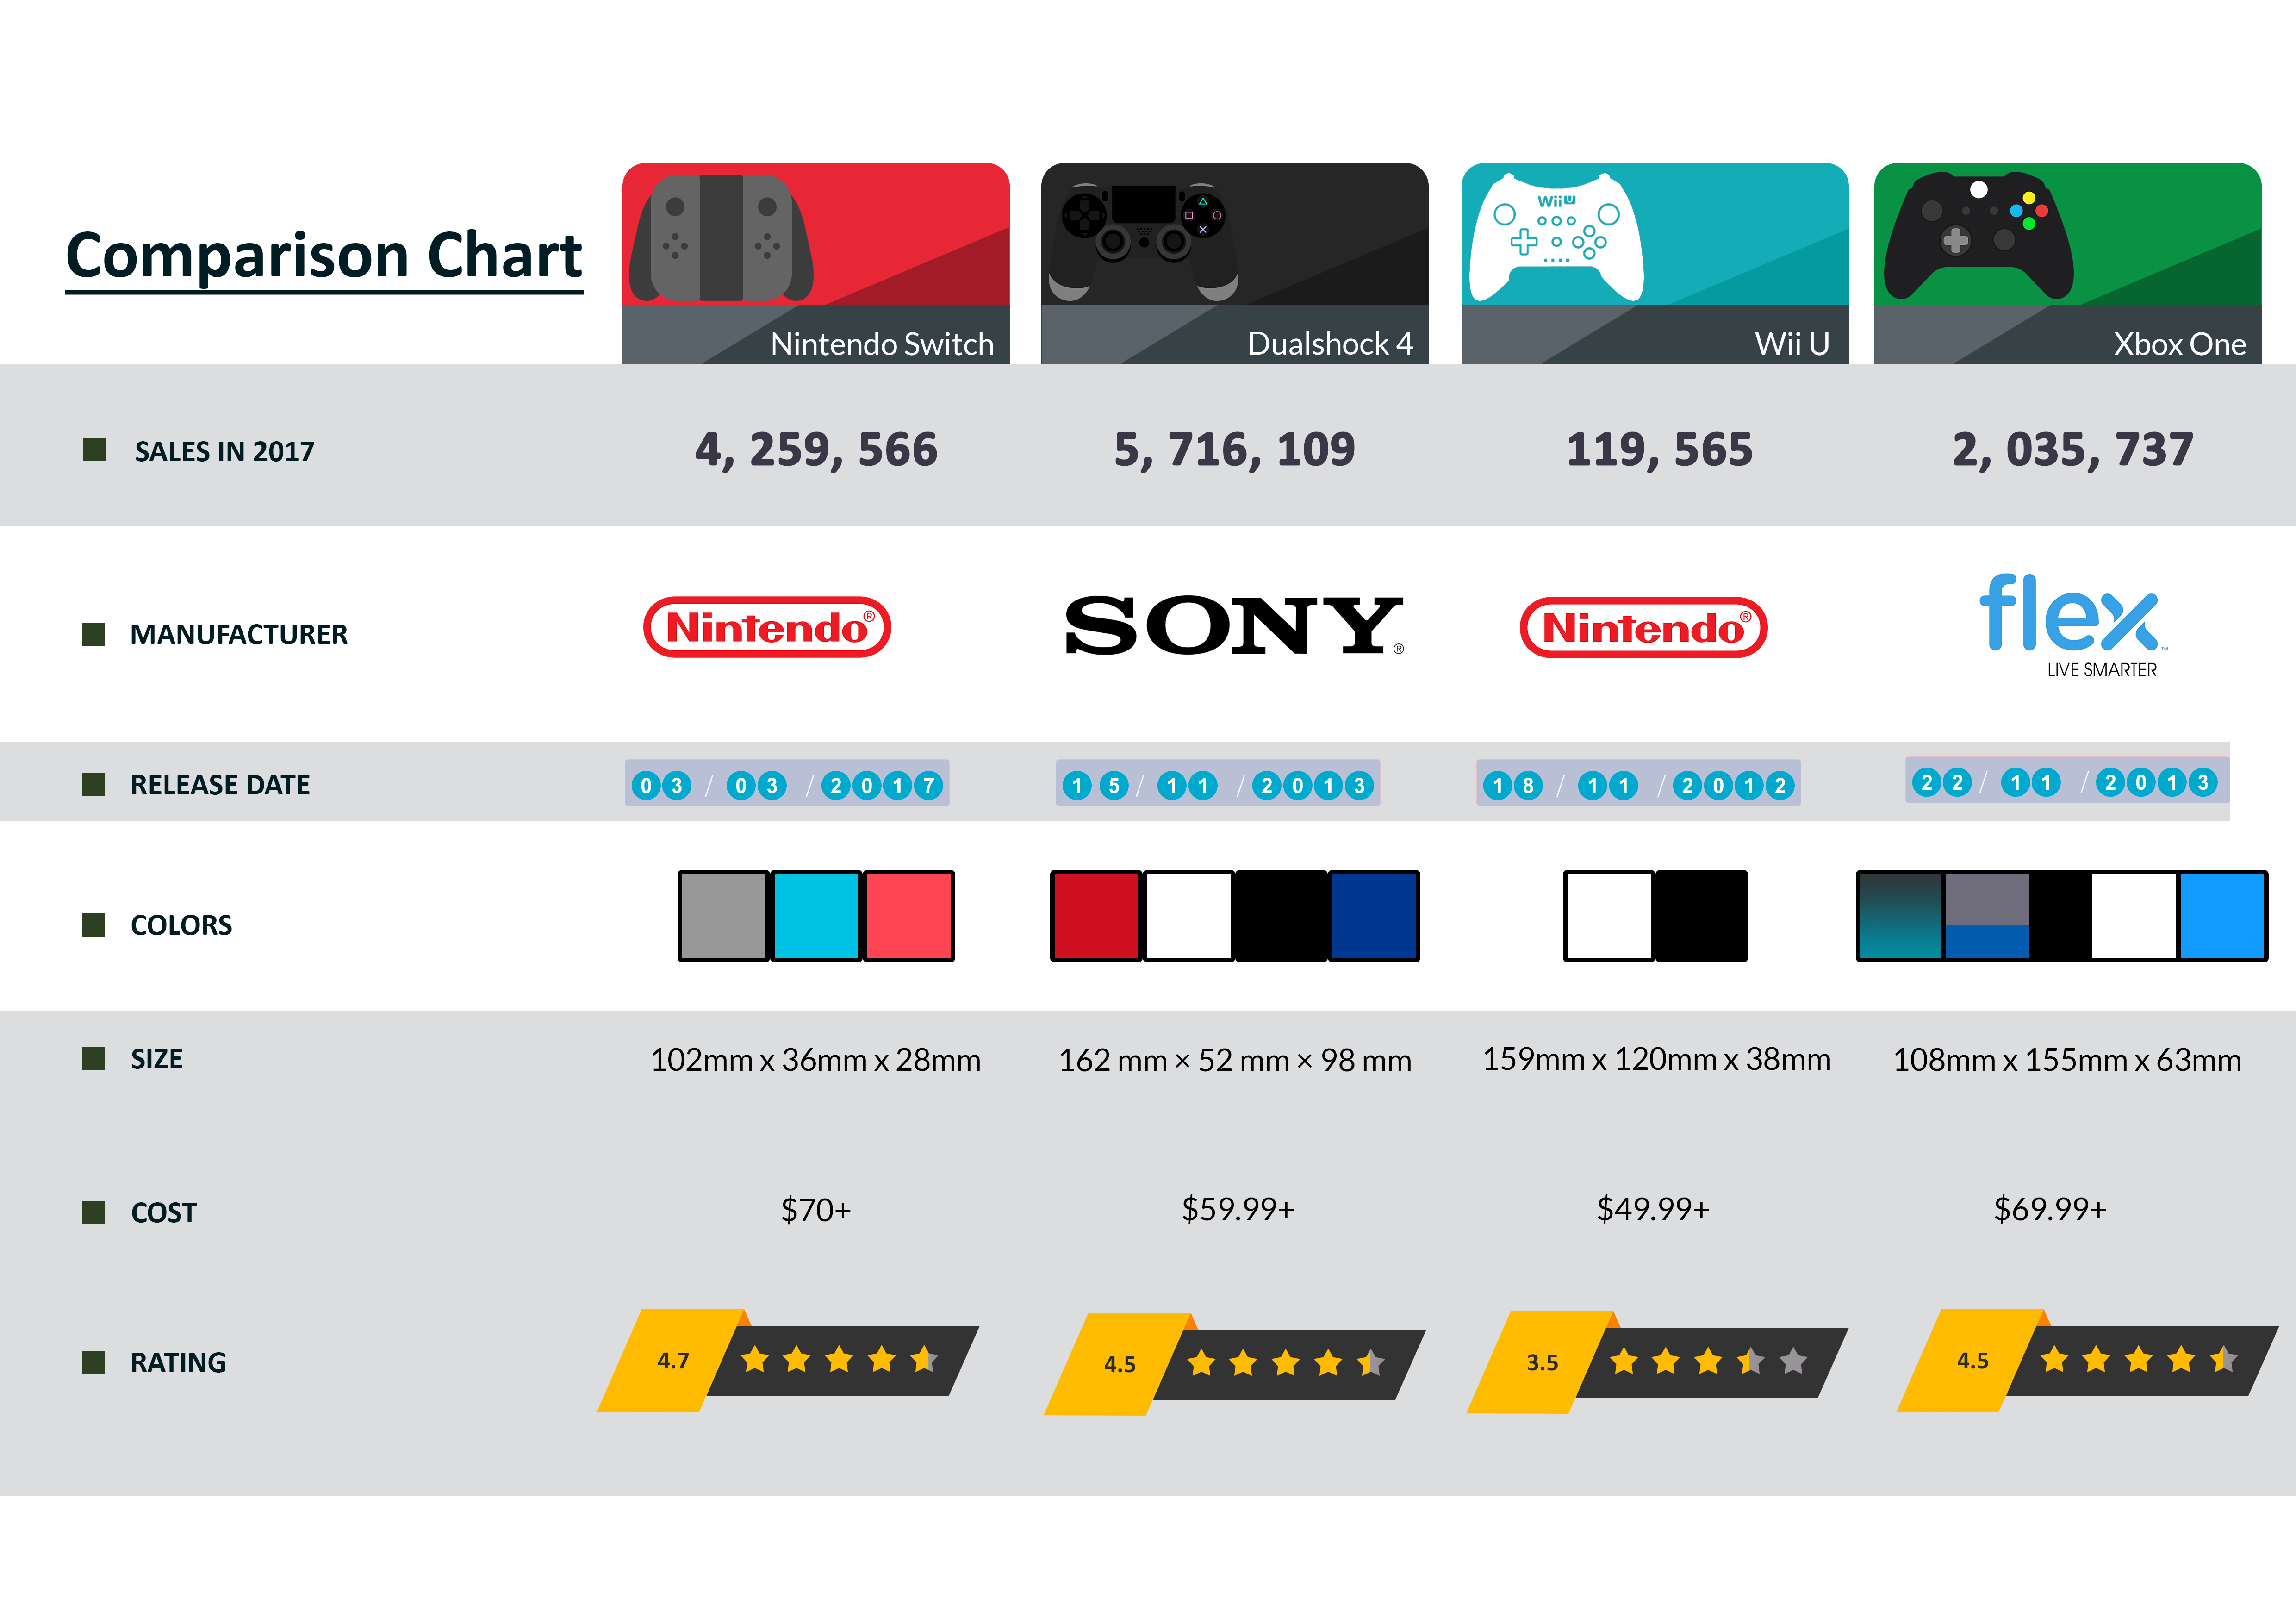 Comparison Chart
Wii U
Nintendo Switch
Dualshock 4
Wii U
Xbox One
SALES IN 2017
4, 259, 566
5, 716, 109
119, 565
2, 035, 737
MANUFACTURER
Nintendo®
SONY®
Nintendo®
flex™
LIVE SMARTER
RELEASE DATE
03 / 03 / 2017
15 / 11 / 2013
18 / 11 / 2012
22 / 11 / 2013
COLORS
SIZE
102mm x 36mm x 28mm
162 mm × 52 mm × 98 mm
159mm x 120mm x 38mm
108mm x 155mm x 63mm
COST
$70+
$59.99+
$49.99+
$69.99+
RATING
4.7
4.5
3.5
4.5